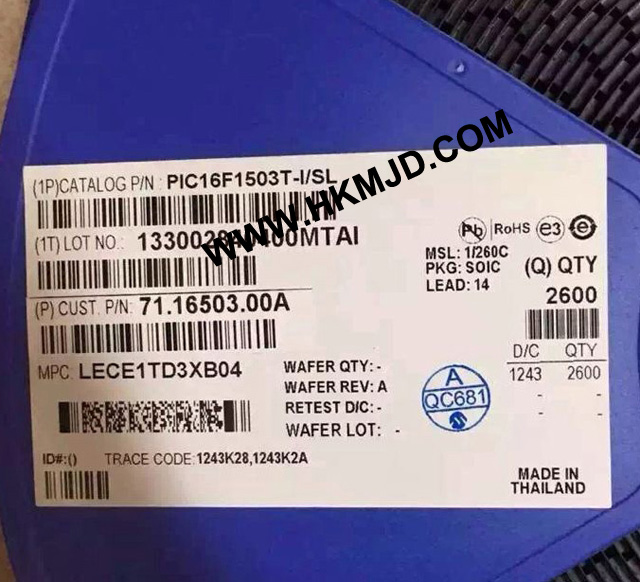 (1P)CATALOG P/N : PIC16F1503T-I/SL
WWW.HKMJD.COM
(1T) LOT NO.:
Pb RoHS e3 e
MSL: 1/260C
PKG: SOIC
LEAD: 14
(Q) QTY
2600
(P) CUST. P/N: 71.16503.00A
D/C QTY
1243 2600
- -
- -
MPC: LECE1TD3XB04
WAFER QTY: -
WAFER REV: A
RETEST D/C: -
WAFER LOT: -
A
QC681
ID#:() TRACE CODE:1243K28,1243K2A
MADE IN
THAILAND